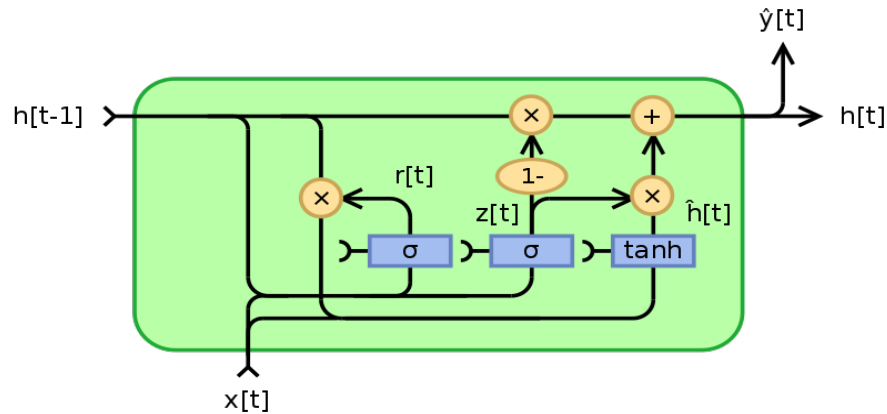 ŷ[t]
h[t-1]
×
+
h[t]
1-
r[t]
×
z[t]
×
ĥ[t]
σ
σ
tanh
x[t]